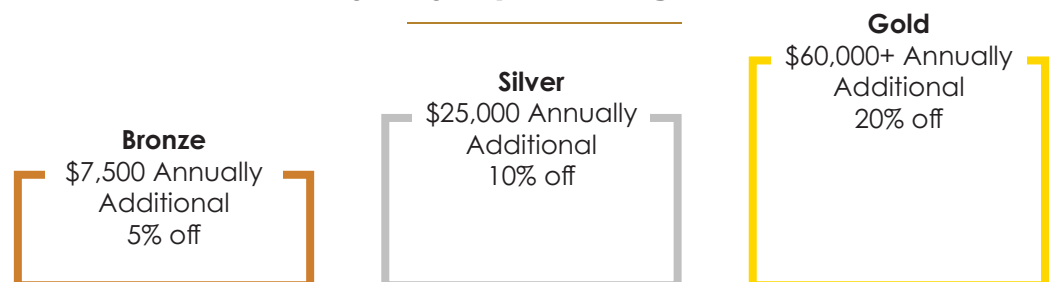 Bronze
$7,500 Annually
Additional
5% off
Silver
$25,000 Annually
Additional
10% off
Gold
$60,000+ Annually
Additional
20% off